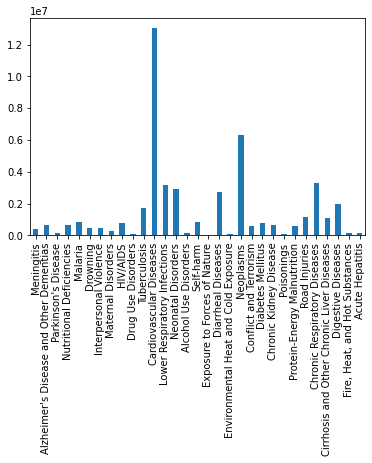 1e7
1.2
1.0
0.8
0.6
0.4
0.2
0.0
Meningitis
Alzheimer's Disease and Other Dementias
Parkinson's Disease
Nutritional Deficiencies
Malaria
Drowning
Interpersonal Violence
Maternal Disorders
HIV/AIDS
Drug Use Disorders
Tuberculosis
Cardiovascular Diseases
Lower Respiratory Infections
Neonatal Disorders
Alcohol Use Disorders
Self-harm
Exposure to Forces of Nature
Diarrheal Diseases
Environmental Heat and Cold Exposure
Neoplasms
Conflict and Terrorism
Diabetes Mellitus
Chronic Kidney Disease
Poisonings
Protein-Energy Malnutrition
Road Injuries
Chronic Respiratory Diseases
Cirrhosis and Other Chronic Liver Diseases
Digestive Diseases
Fire, Heat, and Hot Substances
Acute Hepatitis